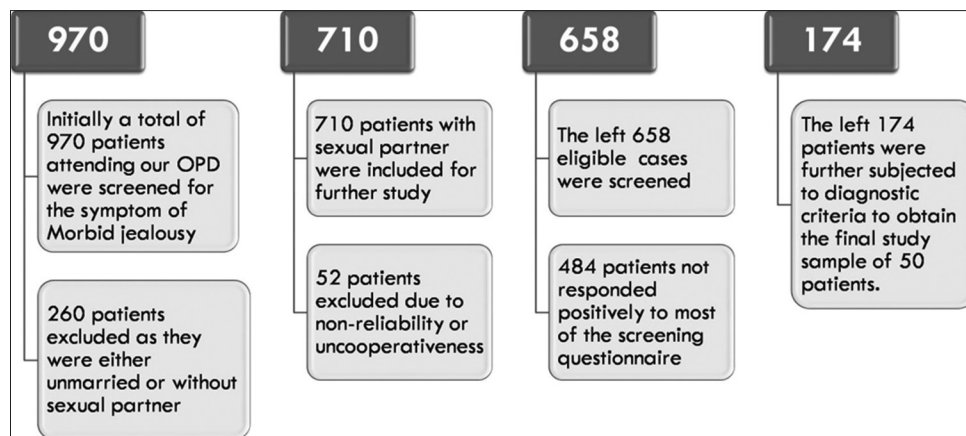 970
Initially a total of
970 patients
attending our OPD
were screened for
the symptom of
Morbid jealousy
260 patients
excluded as they
were either
unmarried or without
sexual partner
710
710 patients with
sexual partner
were included for
further study
52 patients
excluded due to
non-reliability or
uncooperativeness
658
The left 658
eligible cases
were screened
484 patients not
responded
positively to most
of the screening
questionnaire
174
The left 174
patients were
further subjected
to diagnostic
criteria to obtain
the final study
sample of 50
patients.